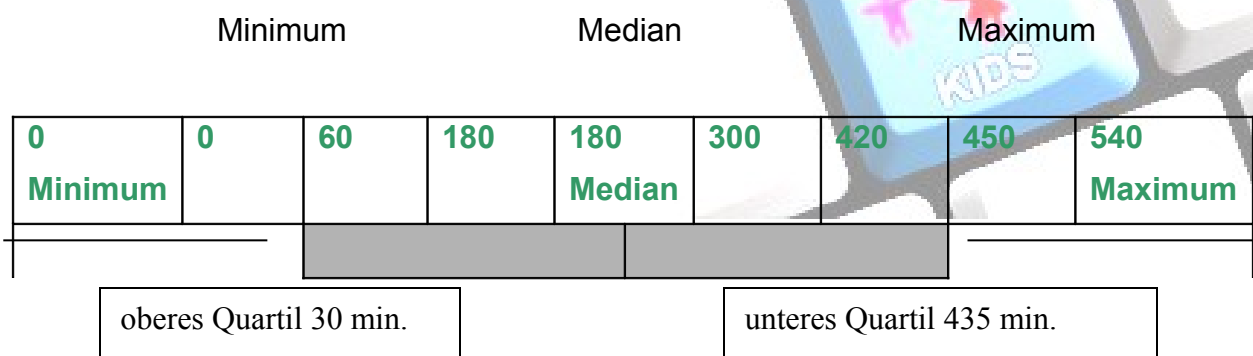 Minimum Median Maximum
KIDS
0 0 60 180 180 300 420 450 540
Minimum Median Maximum
oberes Quartil 30 min. unteres Quartil 435 min.